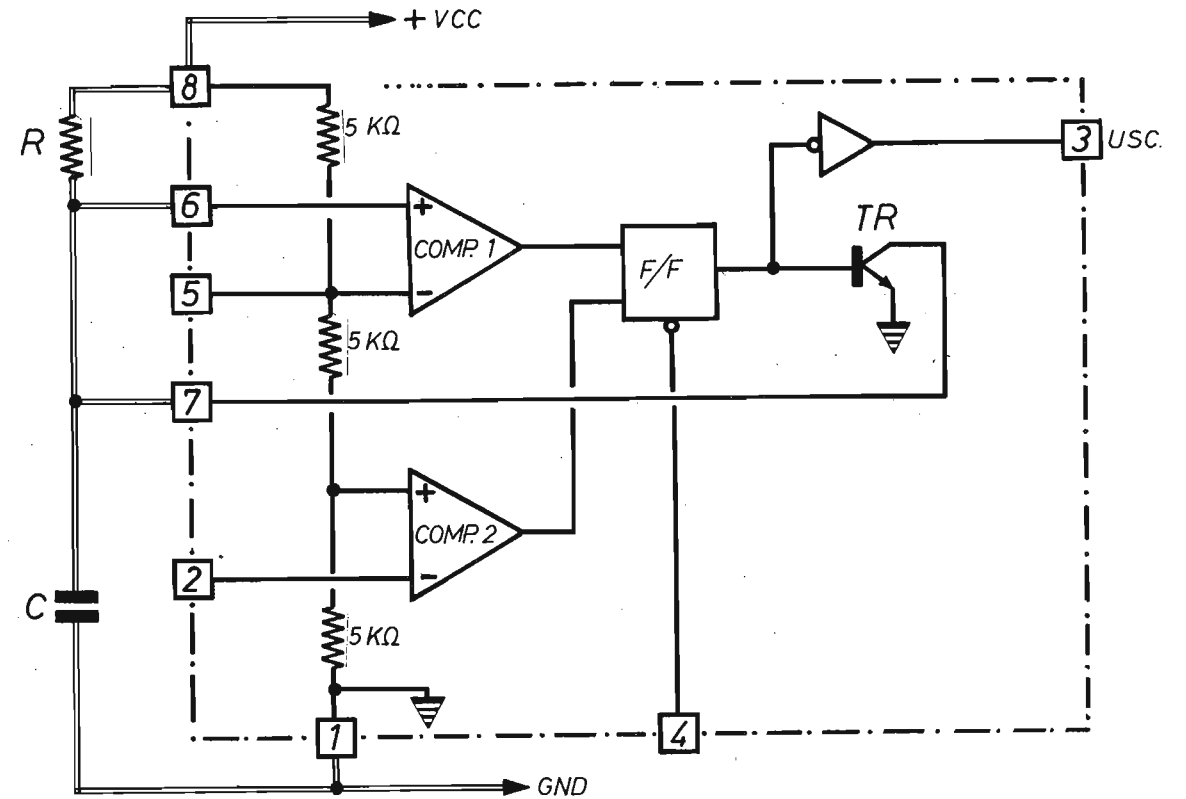 + VCC
8
R
5 KΩ
3
USC.
6
+
COMP. 1
-
TR
F/F
5
5 KΩ
7
+
COMP. 2
-
2
C
5 KΩ
1
4
GND